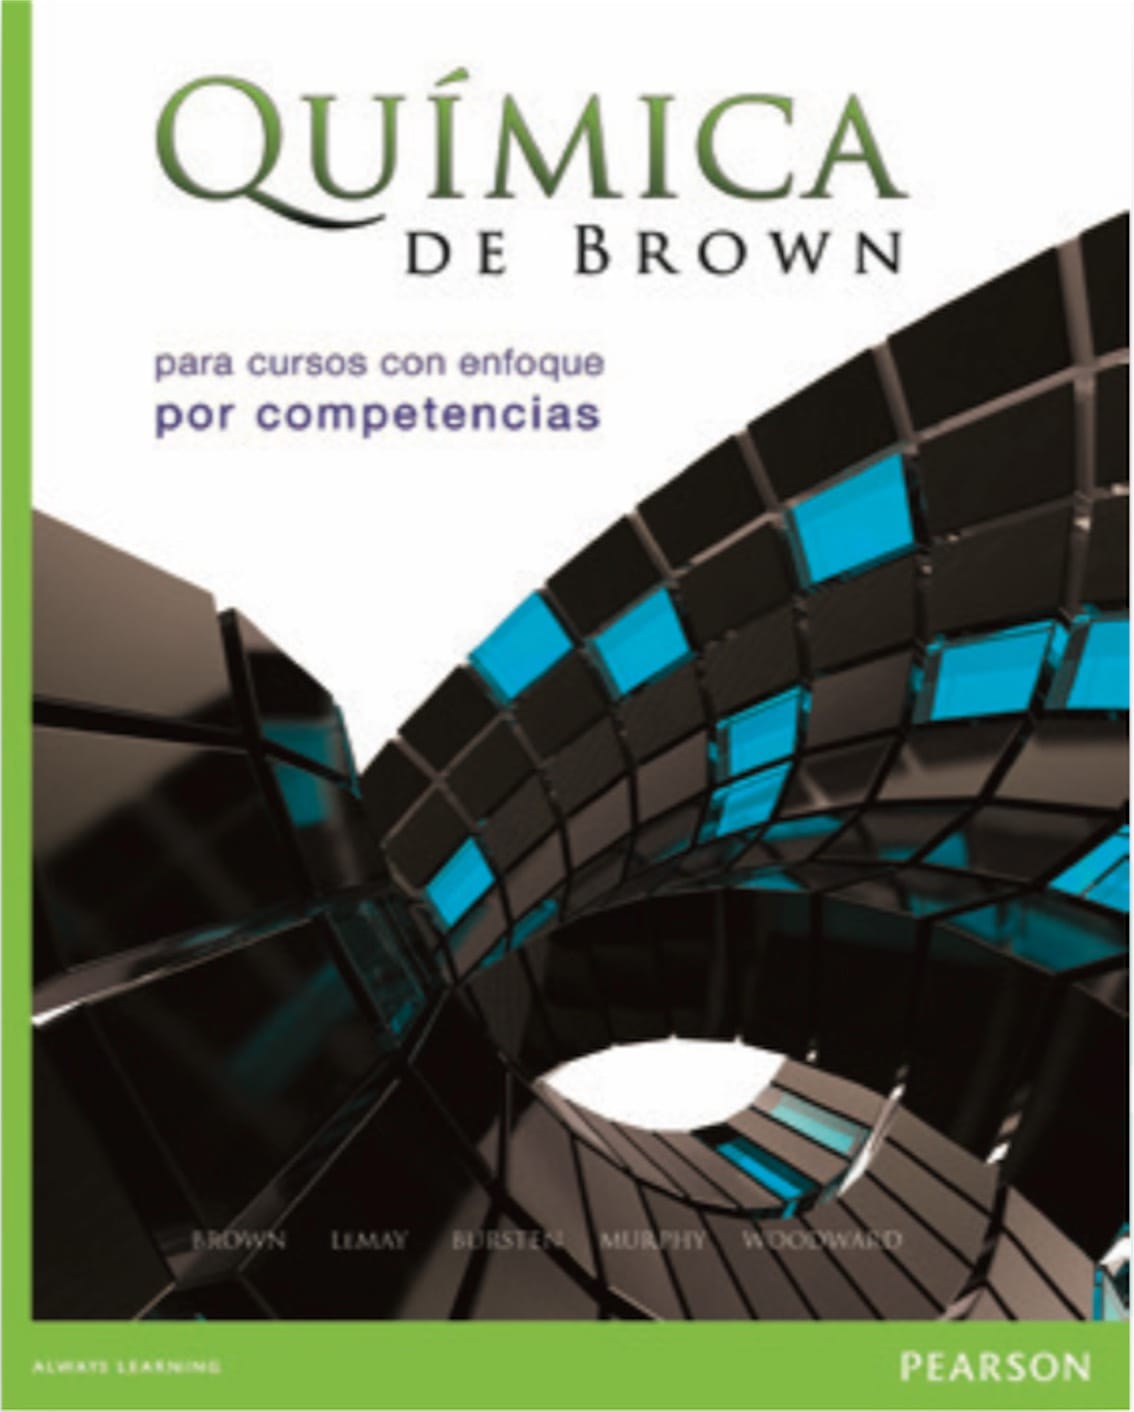 QUÍMICA
DE BROWN
para cursos con enfoque
por competencias
BROWN LEMAY BURSTEN MURPHY WOODWARD
ALWAYS LEARNING
PEARSON